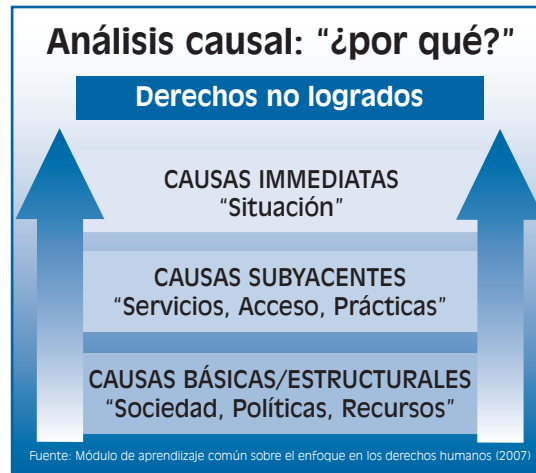 Análisis causal: “¿por qué?”
Derechos no logrados
CAUSAS IMMEDIATAS
“Situación”
CAUSAS SUBYACENTES
“Servicios, Acceso, Prácticas”
CAUSAS BÁSICAS/ESTRUCTURALES
“Sociedad, Políticas, Recursos”
Fuente: Módulo de aprendiizaje común sobre el enfoque en los derechos humanos (2007)